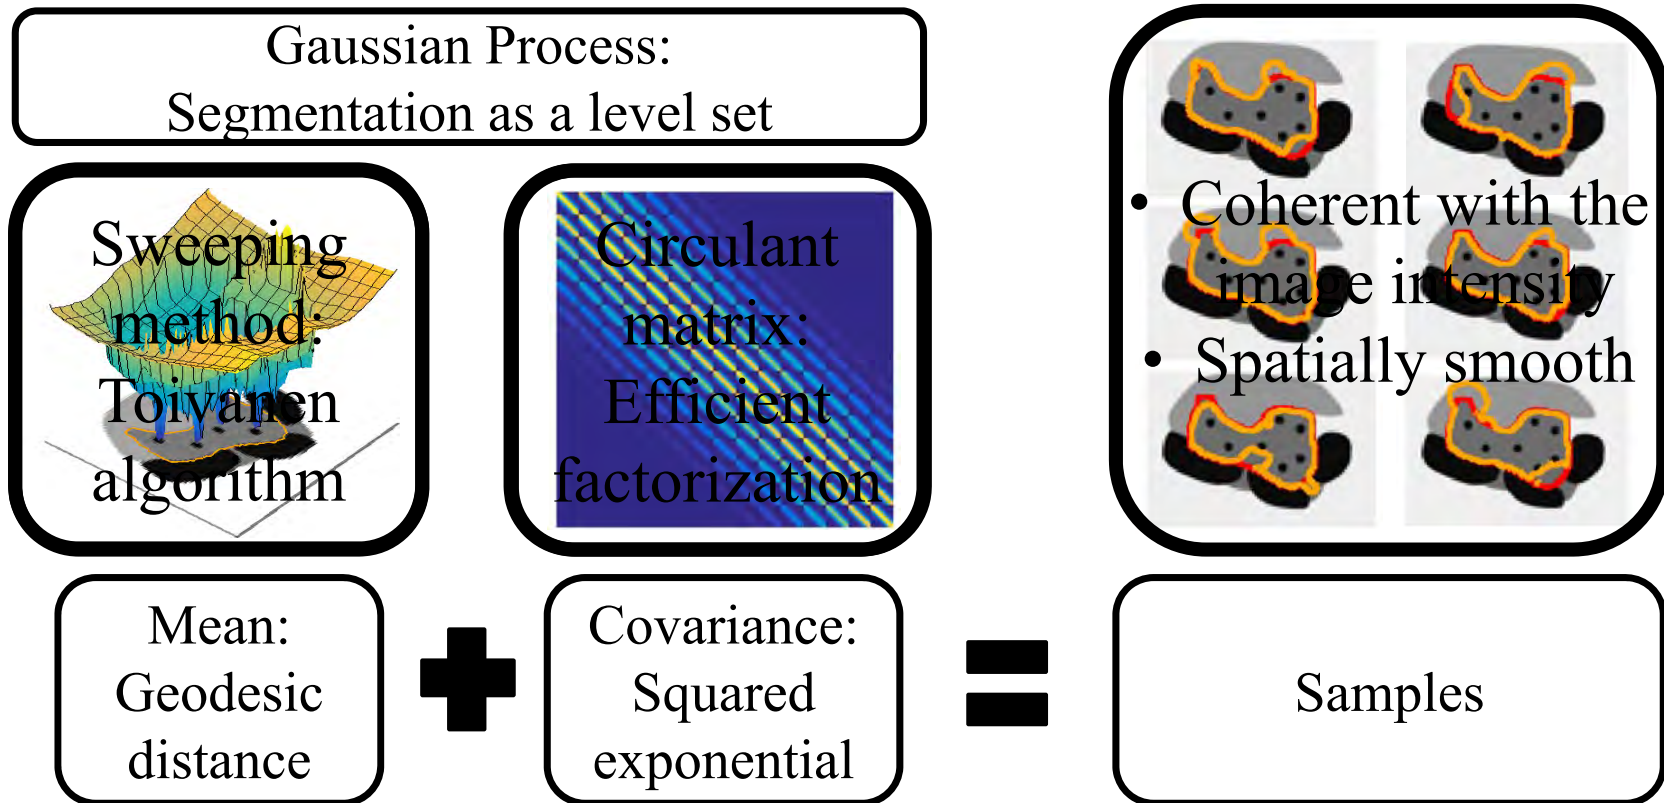 Gaussian Process:
Segmentation as a level set
Sweeping
method:
Toivanen
algorithm
Circulant
matrix:
Efficient
factorization
• Coherent with the
image intensity
• Spatially smooth
Mean:
Geodesic
distance
Covariance:
Squared
exponential
Samples